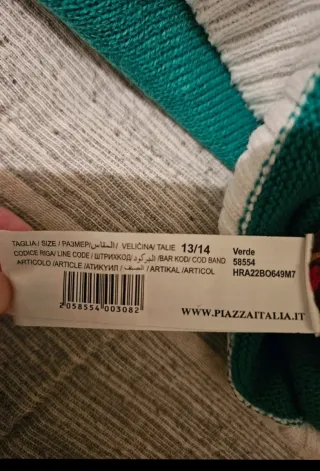 TAGLIA / SIZE / РАЗМЕР/المقاس/ VELIČINA/ TALIE 13/14 Verde
CODICE RIGA/ LINE CODE / ШТРИХКОД/ الباركود /BAR KOD/ COD BAND 58554
ARTICOLO /ARTICLE /АТИКУИЛ / الصنف / ARTIKAL /ARTICOL HRA22BO649M7
2058554003082
WWW.PIAZZAITALIA.IT